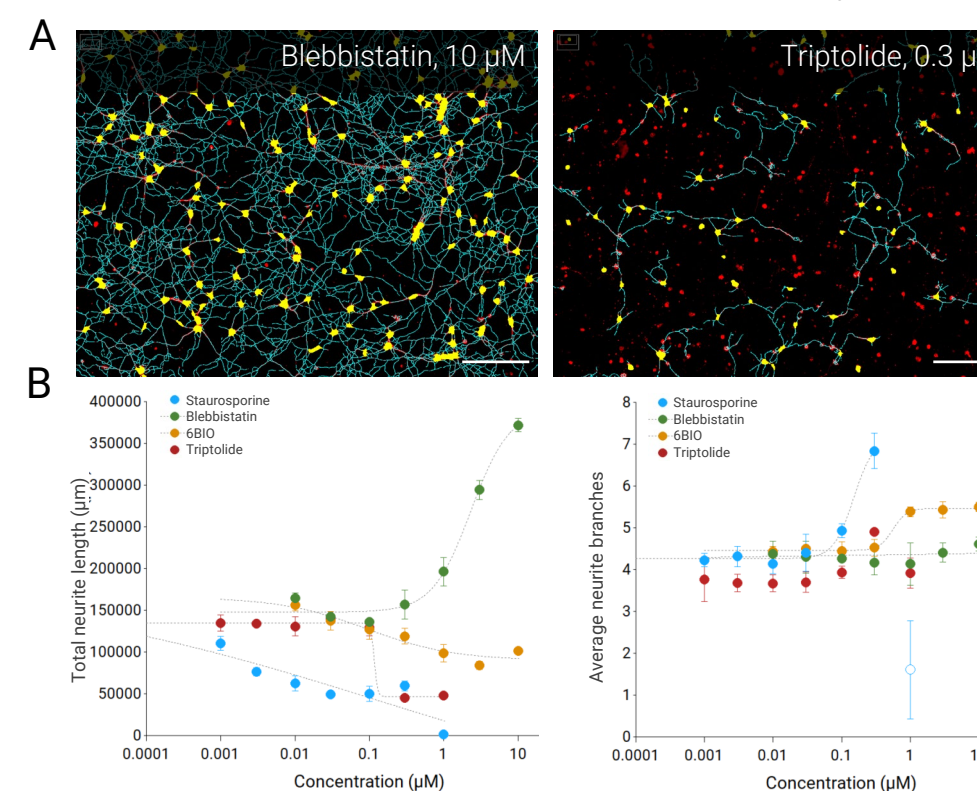 A
Blebbistatin, 10 μM
Triptolide, 0.3 μ
B
Total neurite length (μm)
400000
350000
300000
250000
200000
150000
100000
50000
0
Staurosporine
Blebbistatin
6BIO
Triptolide
0.0001 0.001 0.01 0.1 1 10
Concentration (μM)
Average neurite branches
8
7
6
5
4
3
2
1
0
Staurosporine
Blebbistatin
6BIO
Triptolide
0.0001 0.001 0.01 0.1 1 1
Concentration (μM)